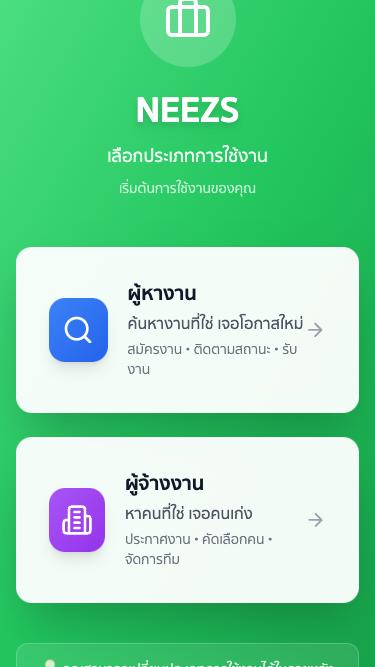 NEEZS
เลือกประเภทการใช้งาน
เริ่มต้นการใช้งานของคุณ
ผู้หางาน
ค้นหางานที่ใช่ เจอโอกาสใหม่
สมัครงาน • ติดตามสถานะ • รับ
งาน
ผู้จ้างงาน
หาคนที่ใช่ เจอคนเก่ง
ประกาศงาน • คัดเลือกคน •
จัดการทีม